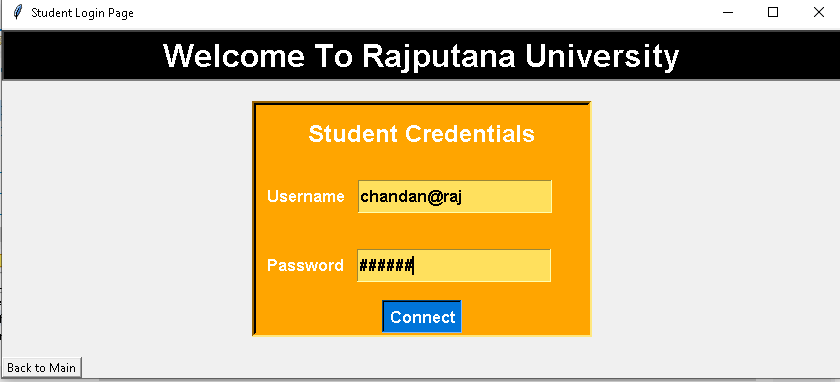 Student Login Page
Welcome To Rajputana University
Student Credentials
Username chandan@raj
Password ######
Connect
Back to Main